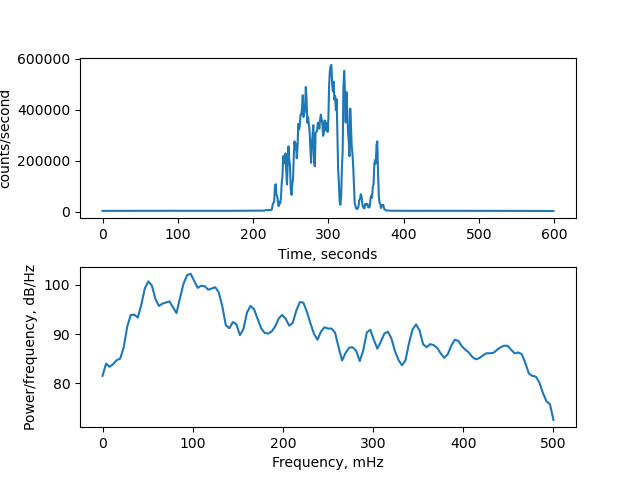 600000
400000
200000
0
counts/second
0 100 200 300 400 500 600
Time, seconds
100
90
80
Power/frequency, dB/Hz
0 100 200 300 400 500
Frequency, mHz